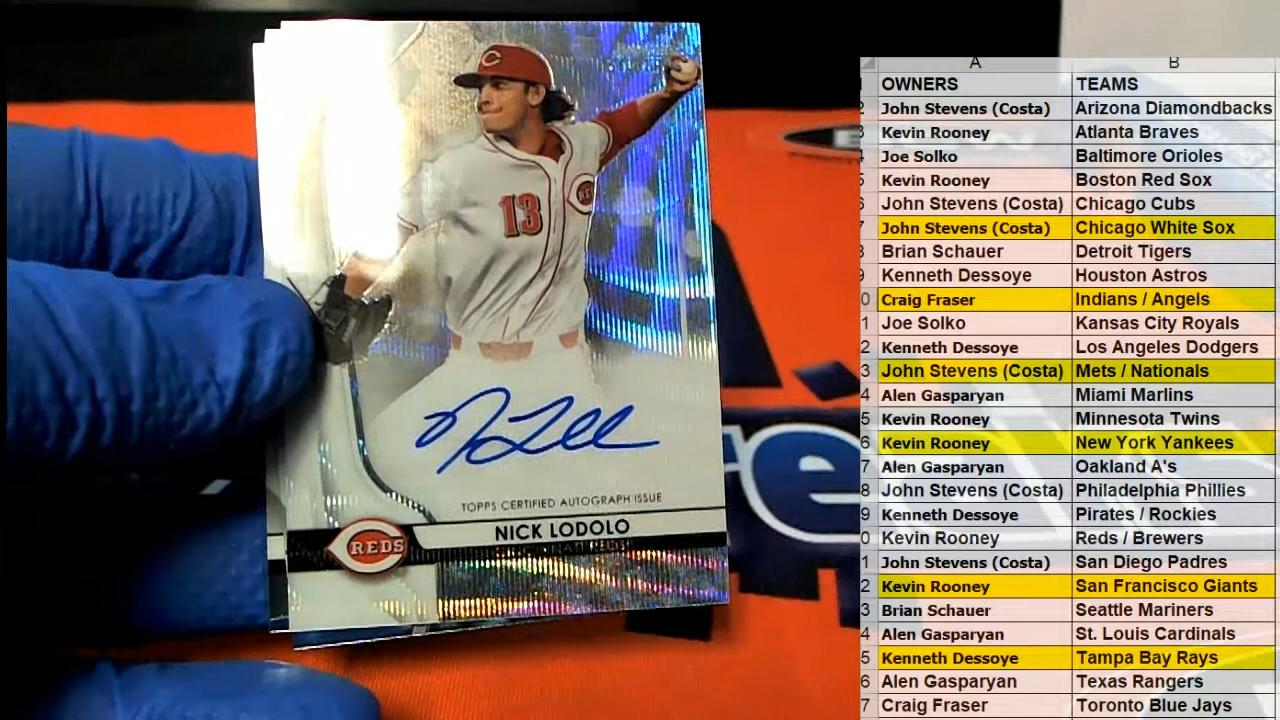 C
13
REDS
TOPPS CERTIFIED AUTOGRAPH ISSUE
NICK LODOLO
CINCINNATI REDS
REDS
re
A B
OWNERS TEAMS
John Stevens (Costa) Arizona Diamondbacks
Kevin Rooney Atlanta Braves
Joe Solko Baltimore Orioles
Kevin Rooney Boston Red Sox
John Stevens (Costa) Chicago Cubs
John Stevens (Costa) Chicago White Sox
Brian Schauer Detroit Tigers
Kenneth Dessoye Houston Astros
Craig Fraser Indians / Angels
Joe Solko Kansas City Royals
Kenneth Dessoye Los Angeles Dodgers
John Stevens (Costa) Mets / Nationals
Alen Gasparyan Miami Marlins
Kevin Rooney Minnesota Twins
Kevin Rooney New York Yankees
Alen Gasparyan Oakland A's
John Stevens (Costa) Philadelphia Phillies
Kenneth Dessoye Pirates / Rockies
Kevin Rooney Reds / Brewers
John Stevens (Costa) San Diego Padres
Kevin Rooney San Francisco Giants
Brian Schauer Seattle Mariners
Alen Gasparyan St. Louis Cardinals
Kenneth Dessoye Tampa Bay Rays
Alen Gasparyan Texas Rangers
Craig Fraser Toronto Blue Jays